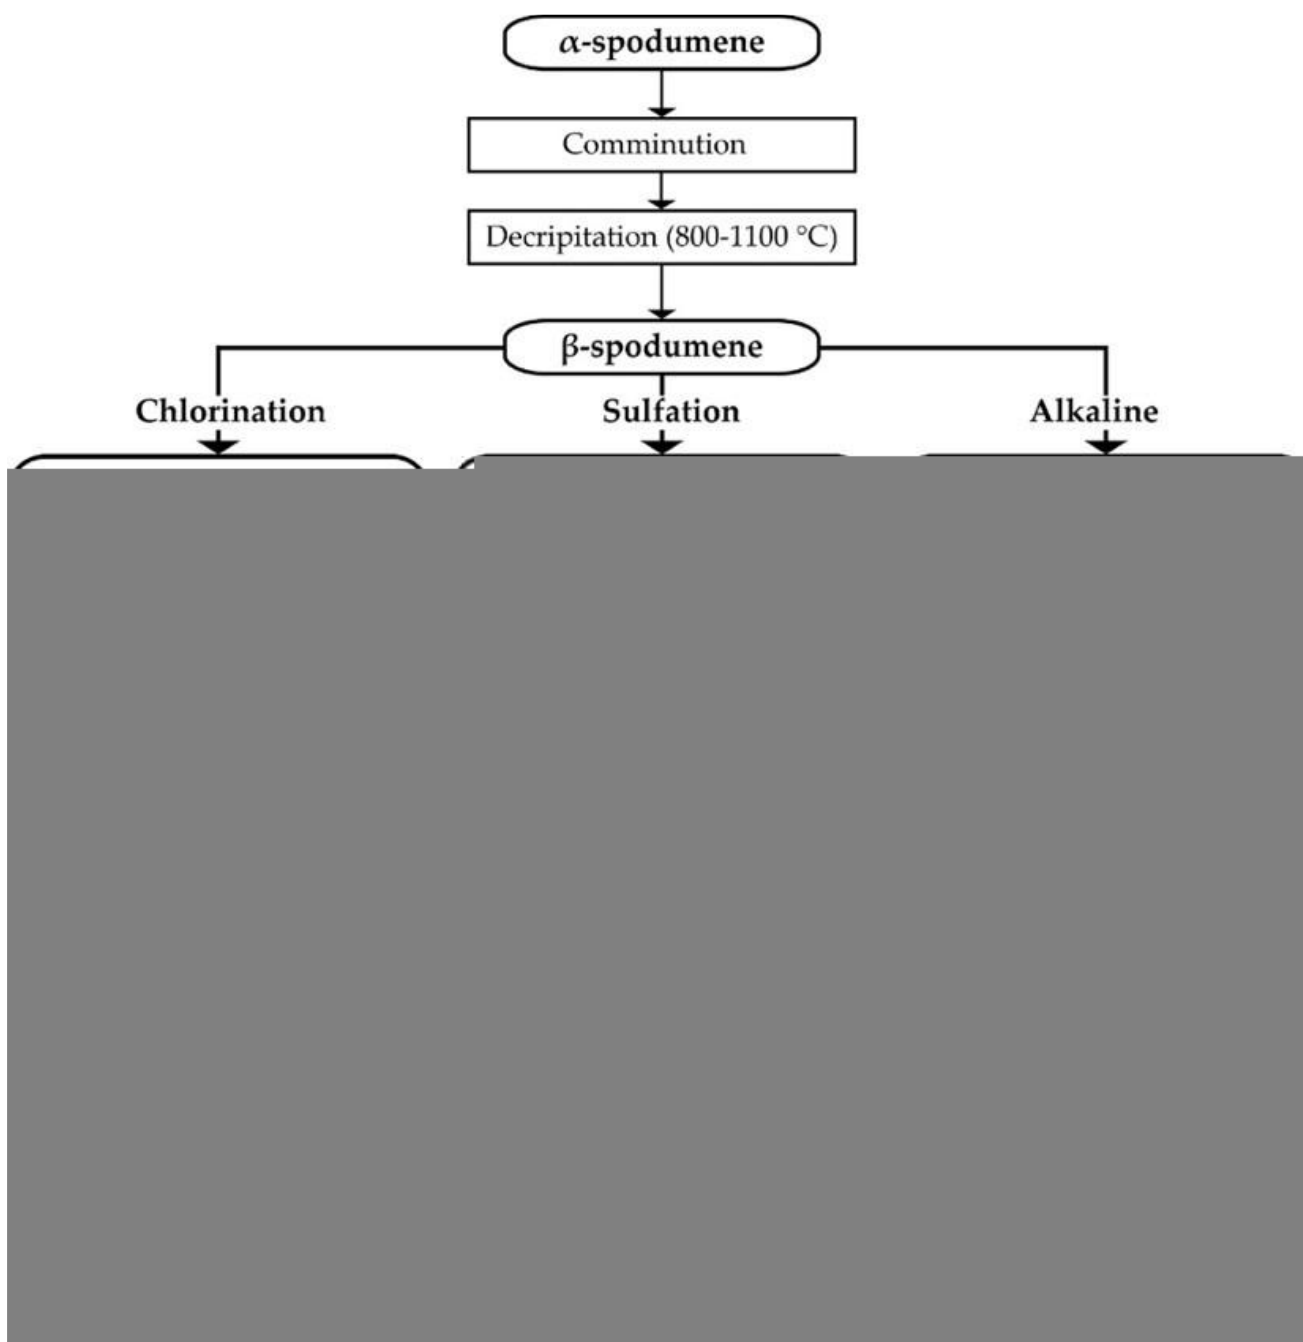 α-spodumene
Comminution
Decripitation (800-1100 °C)
β-spodumene
Chlorination
Sulfation
Alkaline